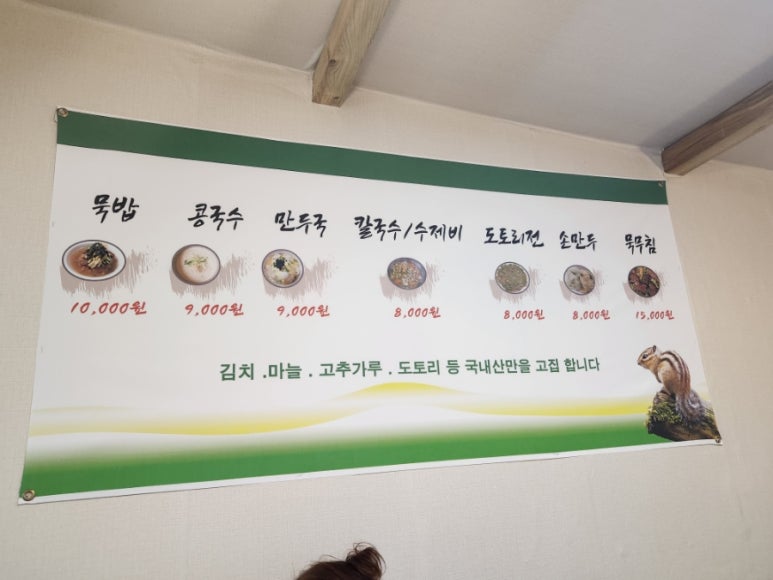 묵밥 콩국수 만두국 칼국수/수제비 도토리전 손만두 묵무침
10,000원 9,000원 9,000원 8,000원 8,000원 8,000원 15,000원
김치 .마늘 . 고추가루 . 도토리 등 국내산만을 고집 합니다